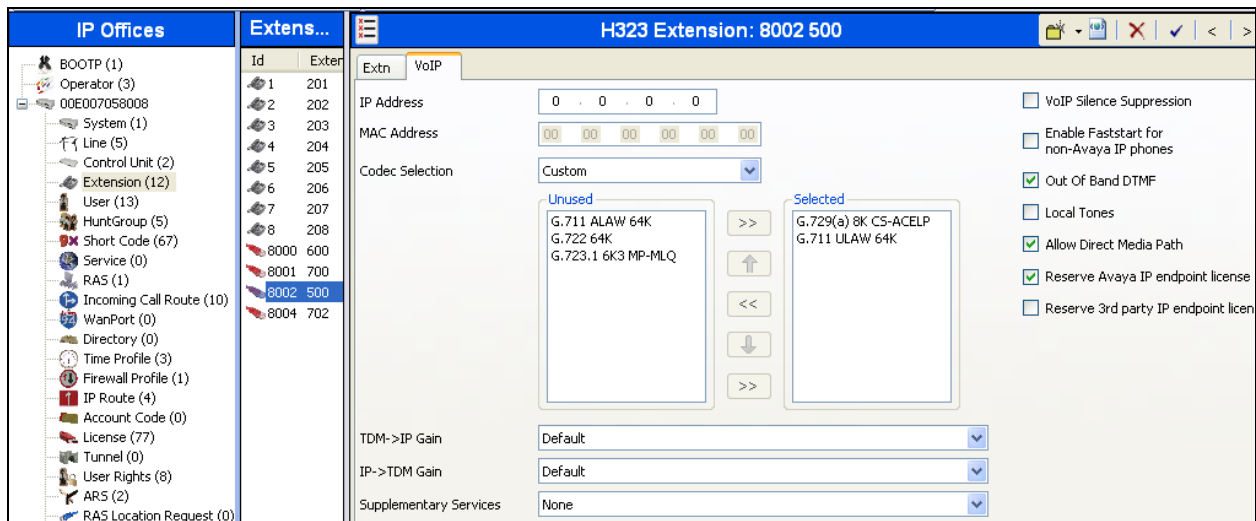 IP Offices
BOOTP (1)
Operator (3)
00E007058008
System (1)
Line (5)
Control Unit (2)
Extension (12)
User (13)
HuntGroup (5)
Short Code (67)
Service (0)
RAS (1)
Incoming Call Route (10)
WanPort (0)
Directory (0)
Time Profile (3)
Firewall Profile (1)
IP Route (4)
Account Code (0)
License (77)
Tunnel (0)
User Rights (8)
ARS (2)
RAS Location Request (0)
Extens...
Id Exter
1 201
2 202
3 203
4 204
5 205
6 206
7 207
8 208
8000 600
8001 700
8002 500
8004 702
H323 Extension: 8002 500
Extn VoIP
IP Address 0 . 0 . 0 . 0
MAC Address 00 00 00 00 00 00
Codec Selection Custom
Unused
G.711 ALAW 64K
G.722 64K
G.723.1 6K3 MP-MLQ
>>
<<
>>
Selected
G.729(a) 8K CS-ACELP
G.711 ULAW 64K
TDM->IP Gain Default
IP->TDM Gain Default
Supplementary Services None
VoIP Silence Suppression
Enable Faststart for
non-Avaya IP phones
Out Of Band DTMF
Local Tones
Allow Direct Media Path
Reserve Avaya IP endpoint license
Reserve 3rd party IP endpoint licen